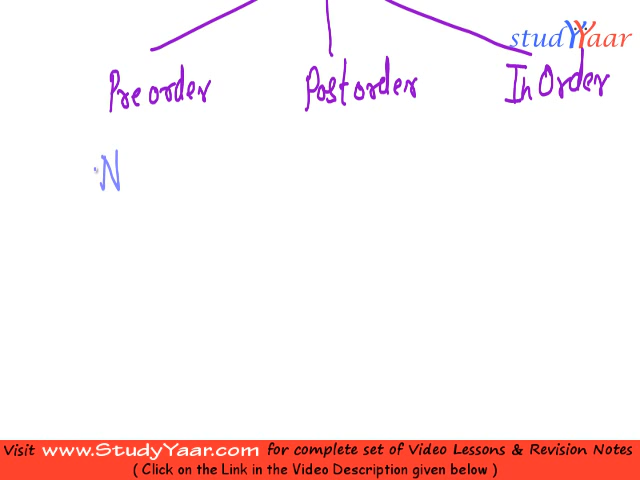 studYYaar
Preorder Postorder InOrder
N
Visit www.StudyYaar.com for complete set of Video Lessons & Revision Notes
( Click on the Link in the Video Description given below )